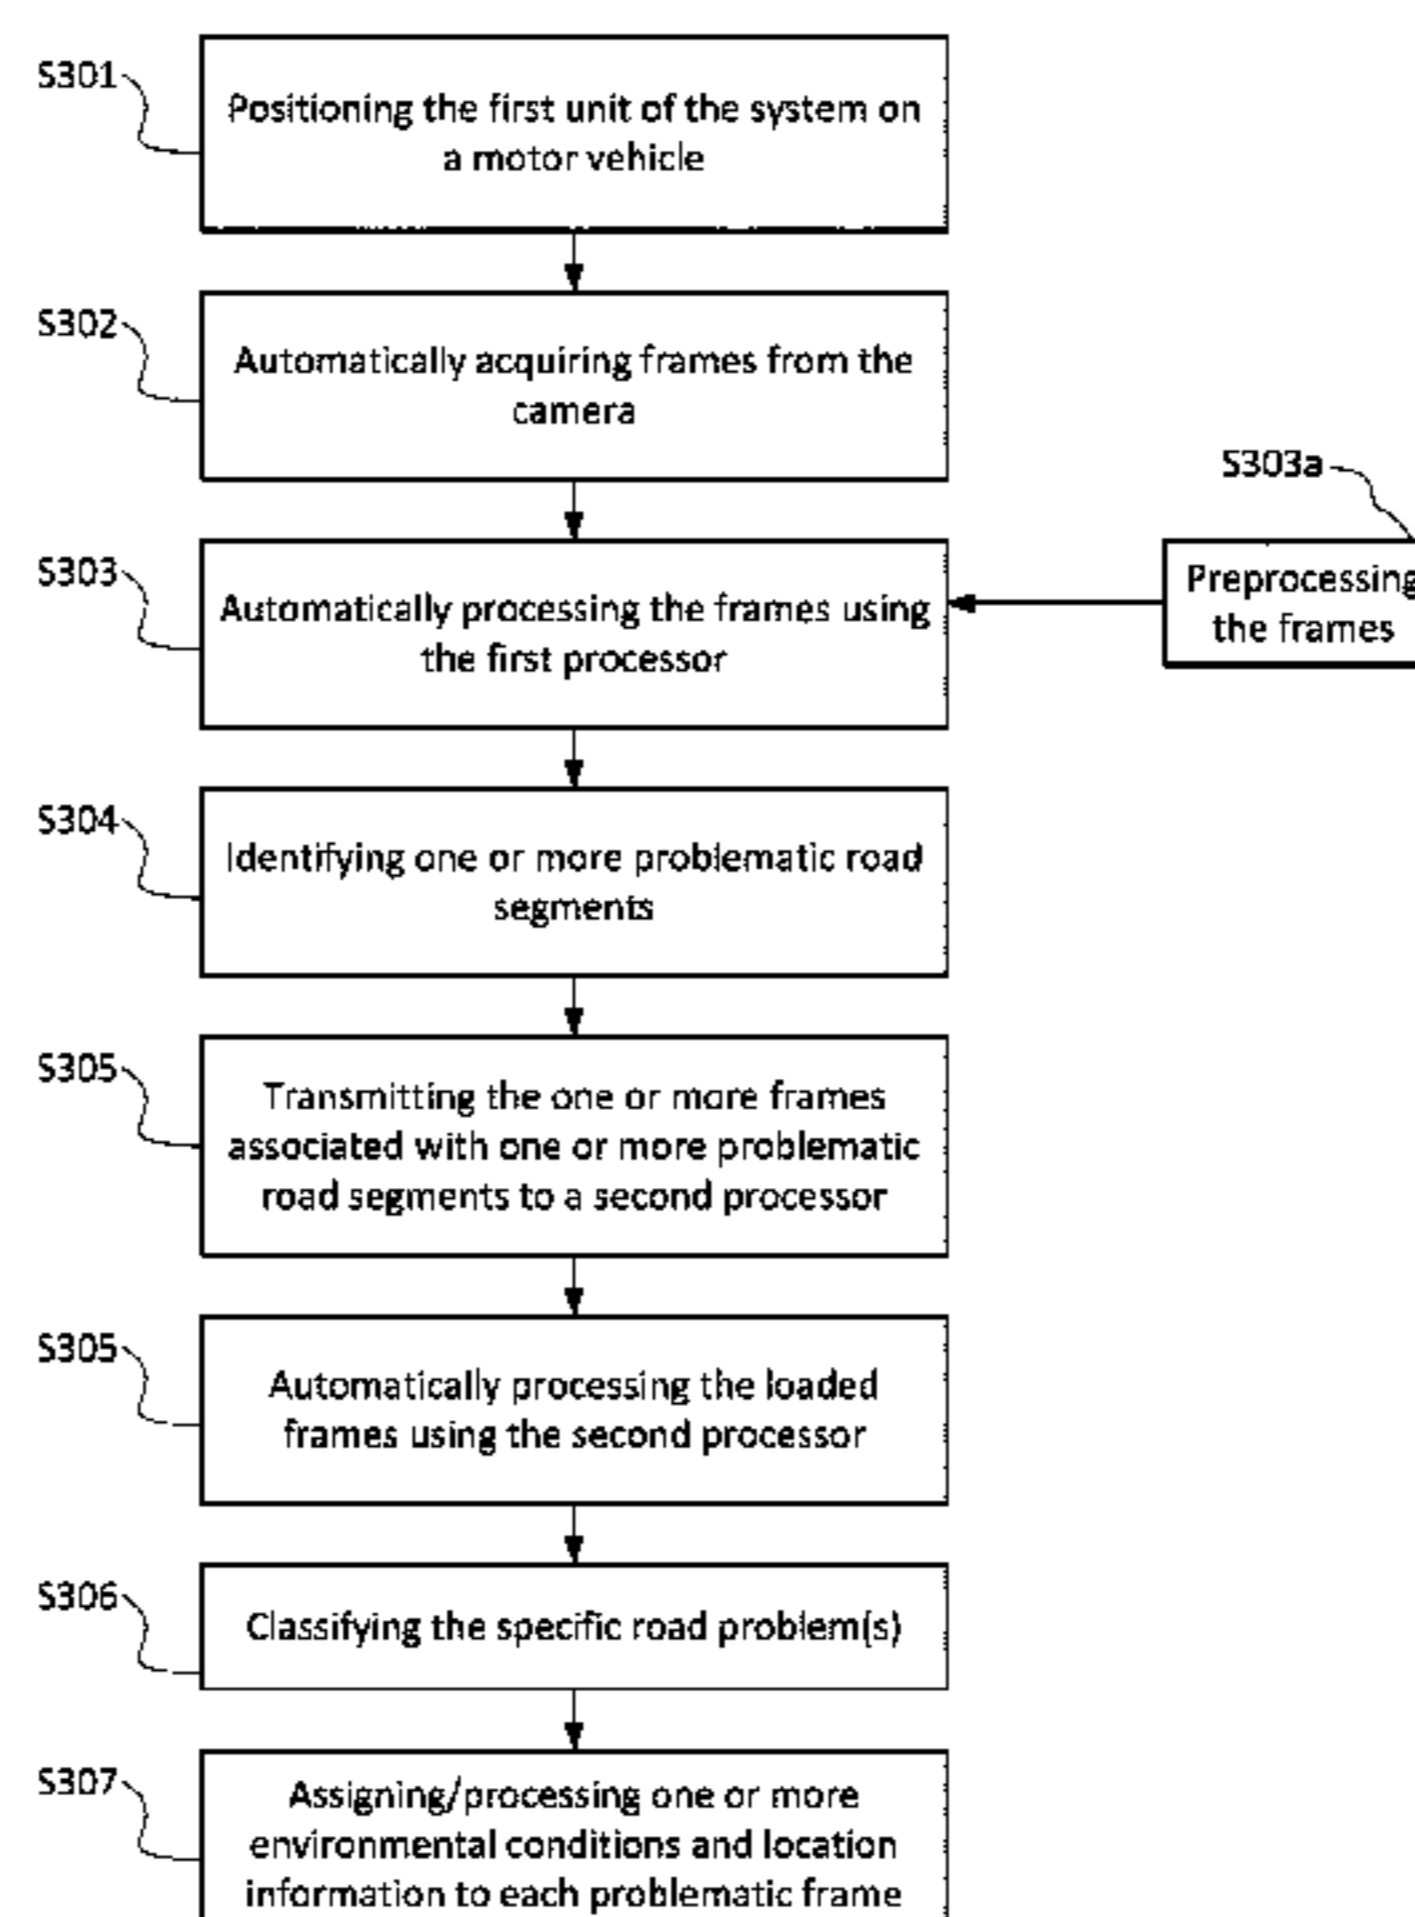 S301
Positioning the first unit of the system on
a motor vehicle
S302
Automatically acquiring frames from the
camera
S303a
S303
Automatically processing the frames using
the first processor
Preprocessing
the frames
S304
Identifying one or more problematic road
segments
S305
Transmitting the one or more frames
associated with one or more problematic
road segments to a second processor
S305
Automatically processing the loaded
frames using the second processor
S306
Classifying the specific road problem(s)
S307
Assigning/processing one or more
environmental conditions and location
information to each problematic frame